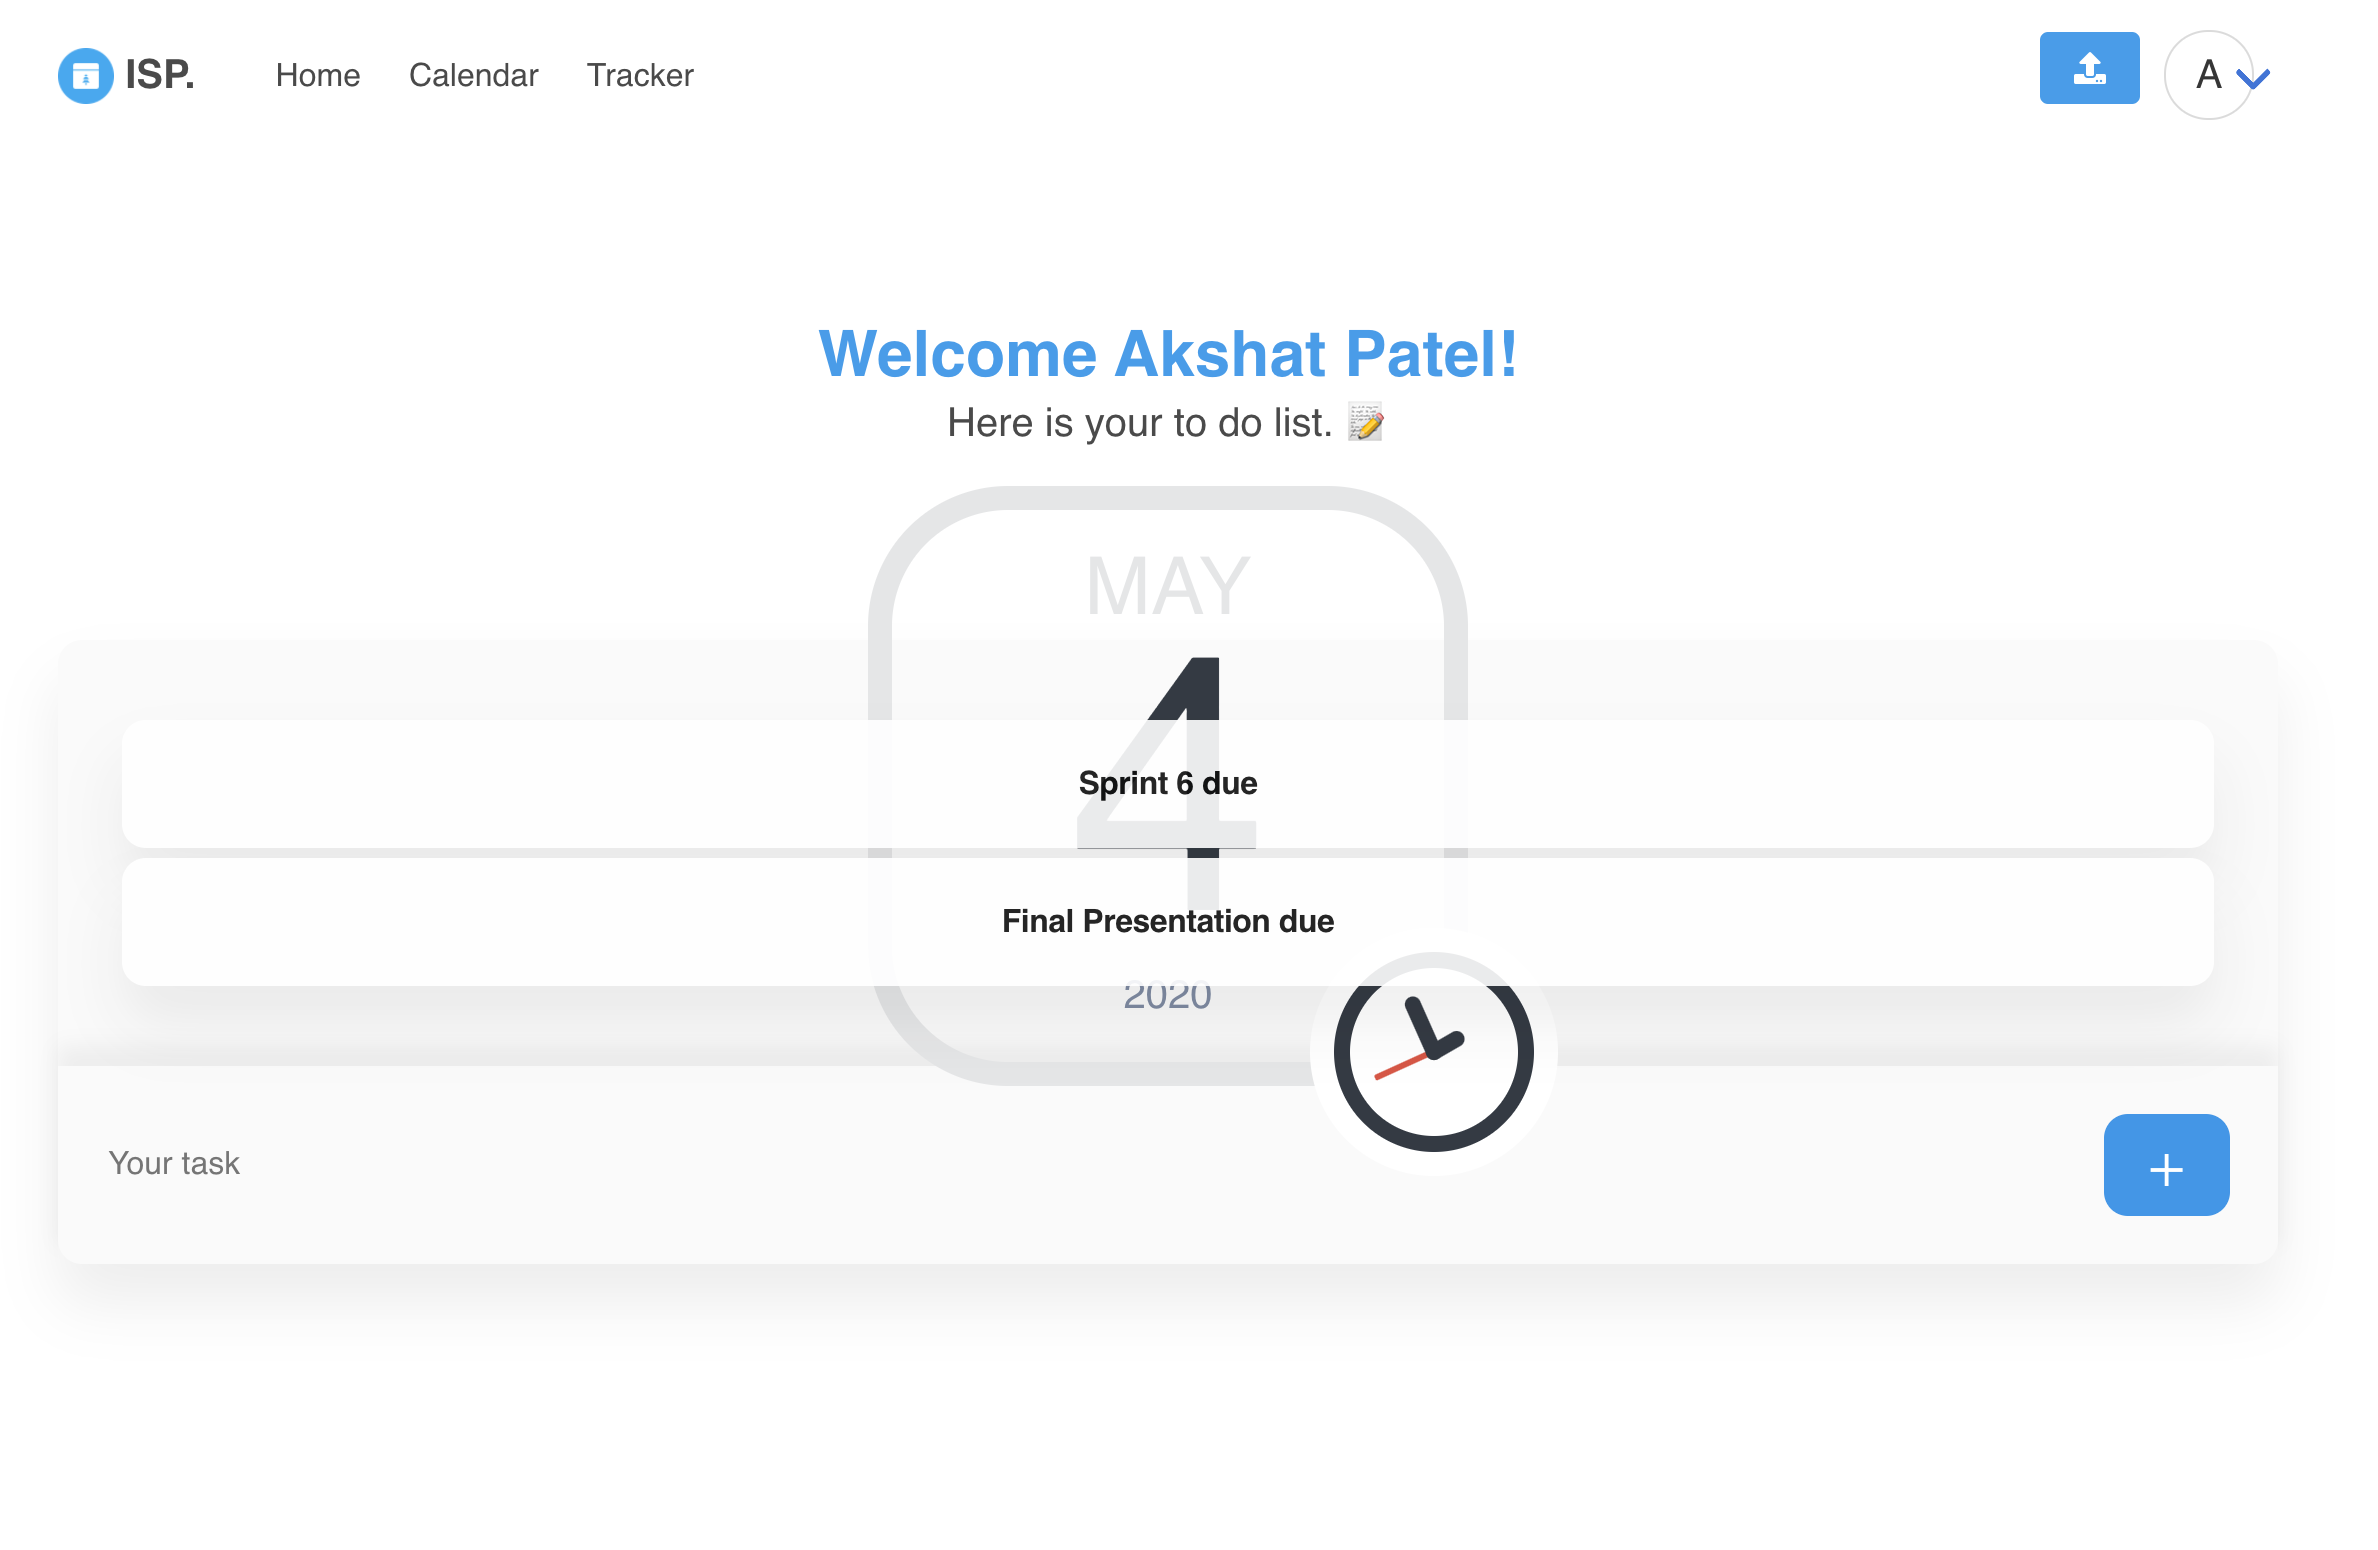 ISP.
Home Calendar Tracker
A
Welcome Akshat Patel!
Here is your to do list. 📝
MAY
4
Sprint 6 due
Final Presentation due
2020
Your task
+